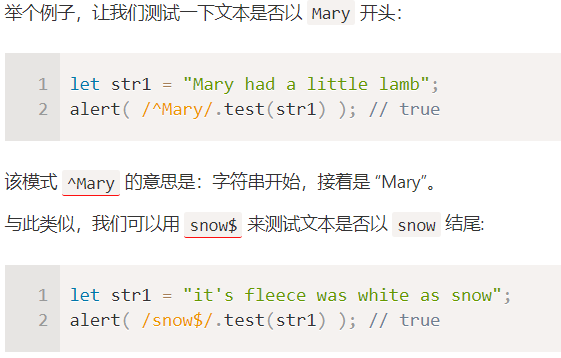 举个例子，让我们测试一下文本是否以 Mary 开头：
1 let str1 = "Mary had a little lamb";
2 alert( /^Mary/.test(str1) ); // true
该模式 ^Mary 的意思是：字符串开始，接着是 “Mary”。
与此类似，我们可以用 snow$ 来测试文本是否以 snow 结尾:
1 let str1 = "it's fleece was white as snow";
2 alert( /snow$/.test(str1) ); // true